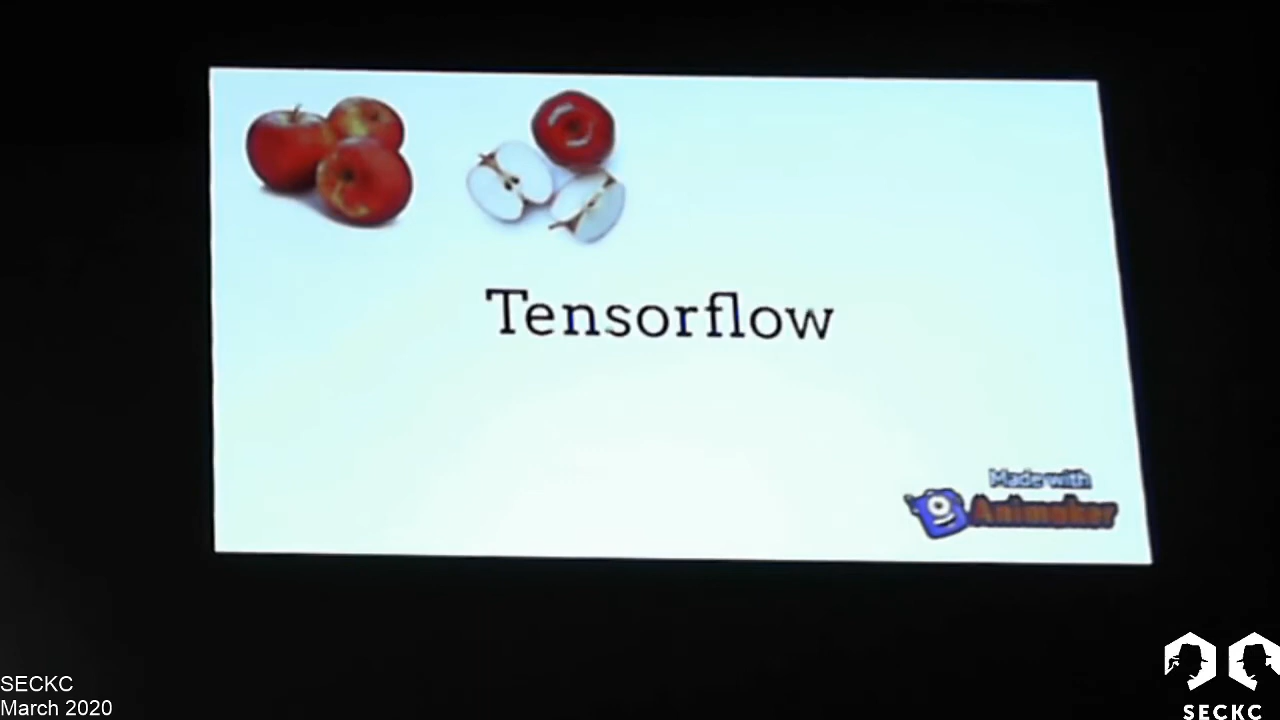 Tensorflow
Made with
Animaker
SECKC
March 2020
SECKC